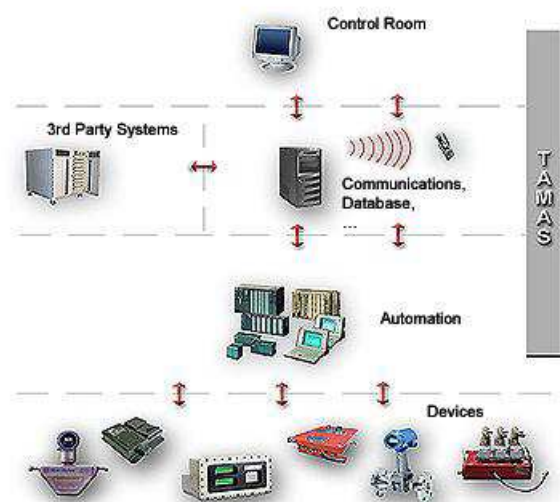 Control Room
3rd Party Systems
Communications,
Database,
...
TAMAS
Automation
Devices